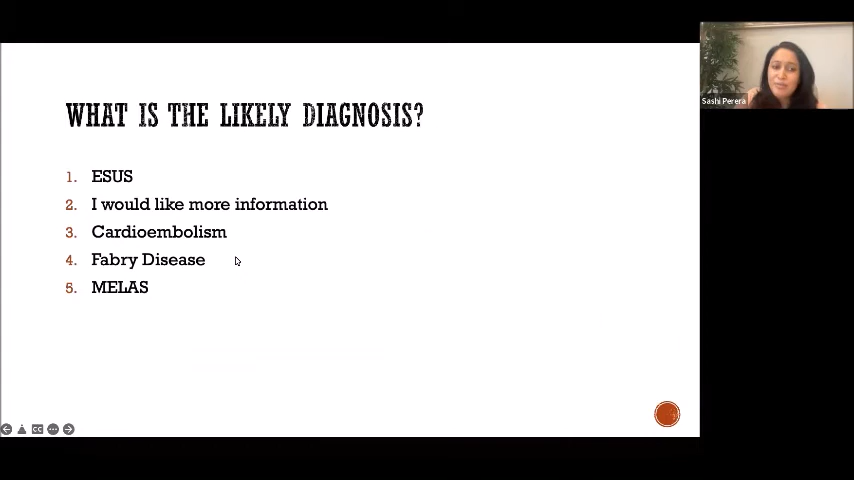 WHAT IS THE LIKELY DIAGNOSIS?
1. ESUS
2. I would like more information
3. Cardioembolism
4. Fabry Disease
5. MELAS
Sashi Perera
CC